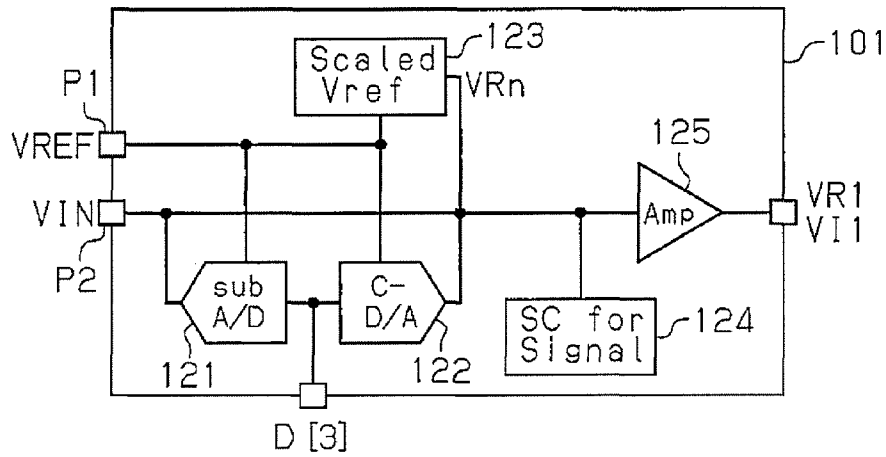 123
101
Scaled
Vref
VRn
P1
VREF
125
VIN
P2
Amp
VR1
VI1
sub
A/D
C-
D/A
SC for
Signal
124
121
122
D [3]